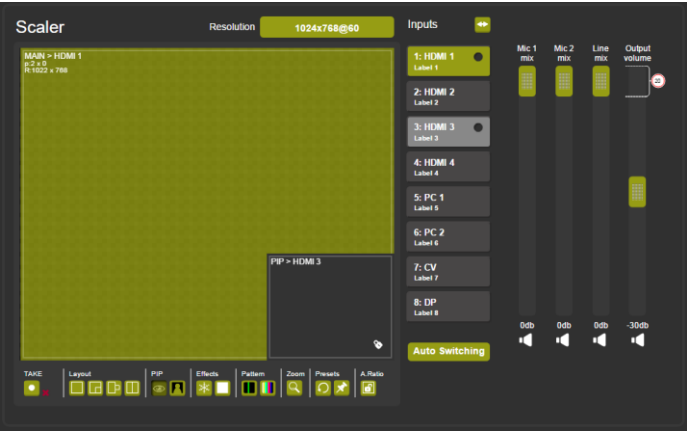 Scaler
Resolution
1024x768@60
Inputs
MAIN > HDMI 1
p:2 x 0
R:1022 x 768
PIP > HDMI 3
1: HDMI 1
Label 1
2: HDMI 2
Label 2
3: HDMI 3
Label 3
4: HDMI 4
Label 4
5: PC 1
Label 5
6: PC 2
Label 6
7: CV
Label 7
8: DP
Label 8
Auto Switching
Mic 1 mix
Mic 2 mix
Line mix
Output volume
0db
0db
0db
-30db
TAKE
Layout
PIP
Effects
Pattern
Zoom
Presets
A.Ratio